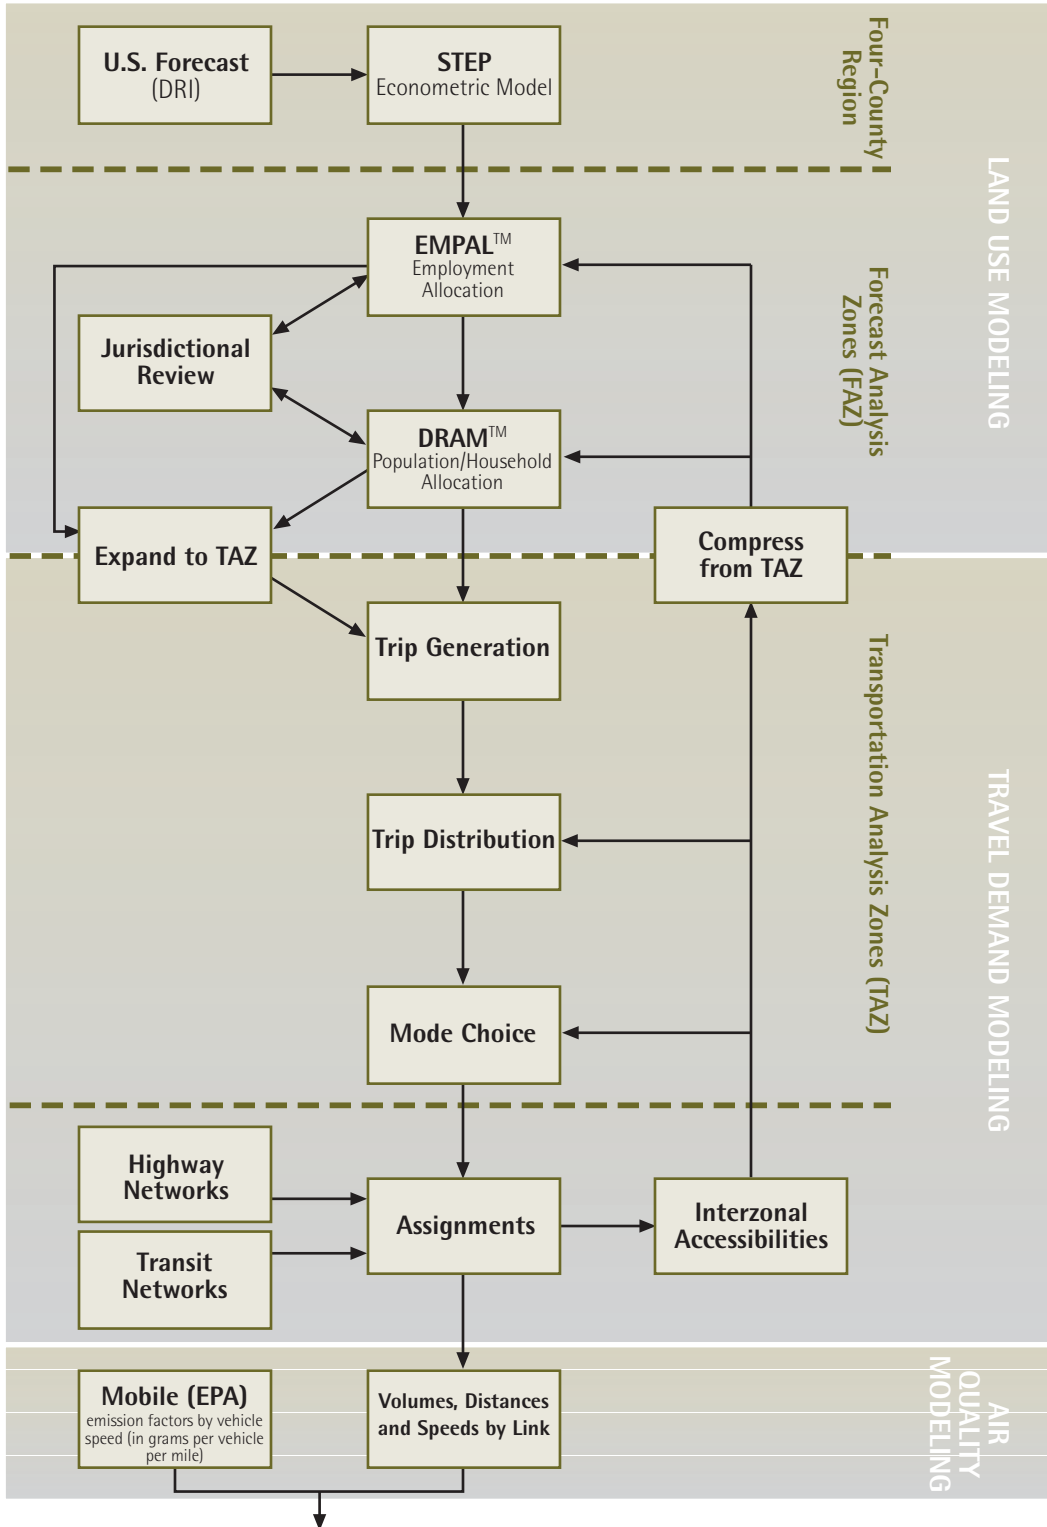 U.S. Forecast
(DRI)
STEP
Econometric Model
Four-County
Region
LAND USE MODELING
EMPAL™
Employment
Allocation
Forecast Analysis
Zones (FAZ)
Jurisdictional
Review
DRAM™
Population/Household
Allocation
Expand to TAZ
Compress
from TAZ
Trip Generation
Transportation Analysis Zones (TAZ)
TRAVEL DEMAND MODELING
Trip Distribution
Mode Choice
Highway
Networks
Transit
Networks
Assignments
Interzonal
Accessibilities
Mobile (EPA)
emission factors by vehicle
speed (in grams per vehicle
per mile)
Volumes, Distances
and Speeds by Link
AIR
QUALITY
MODELING